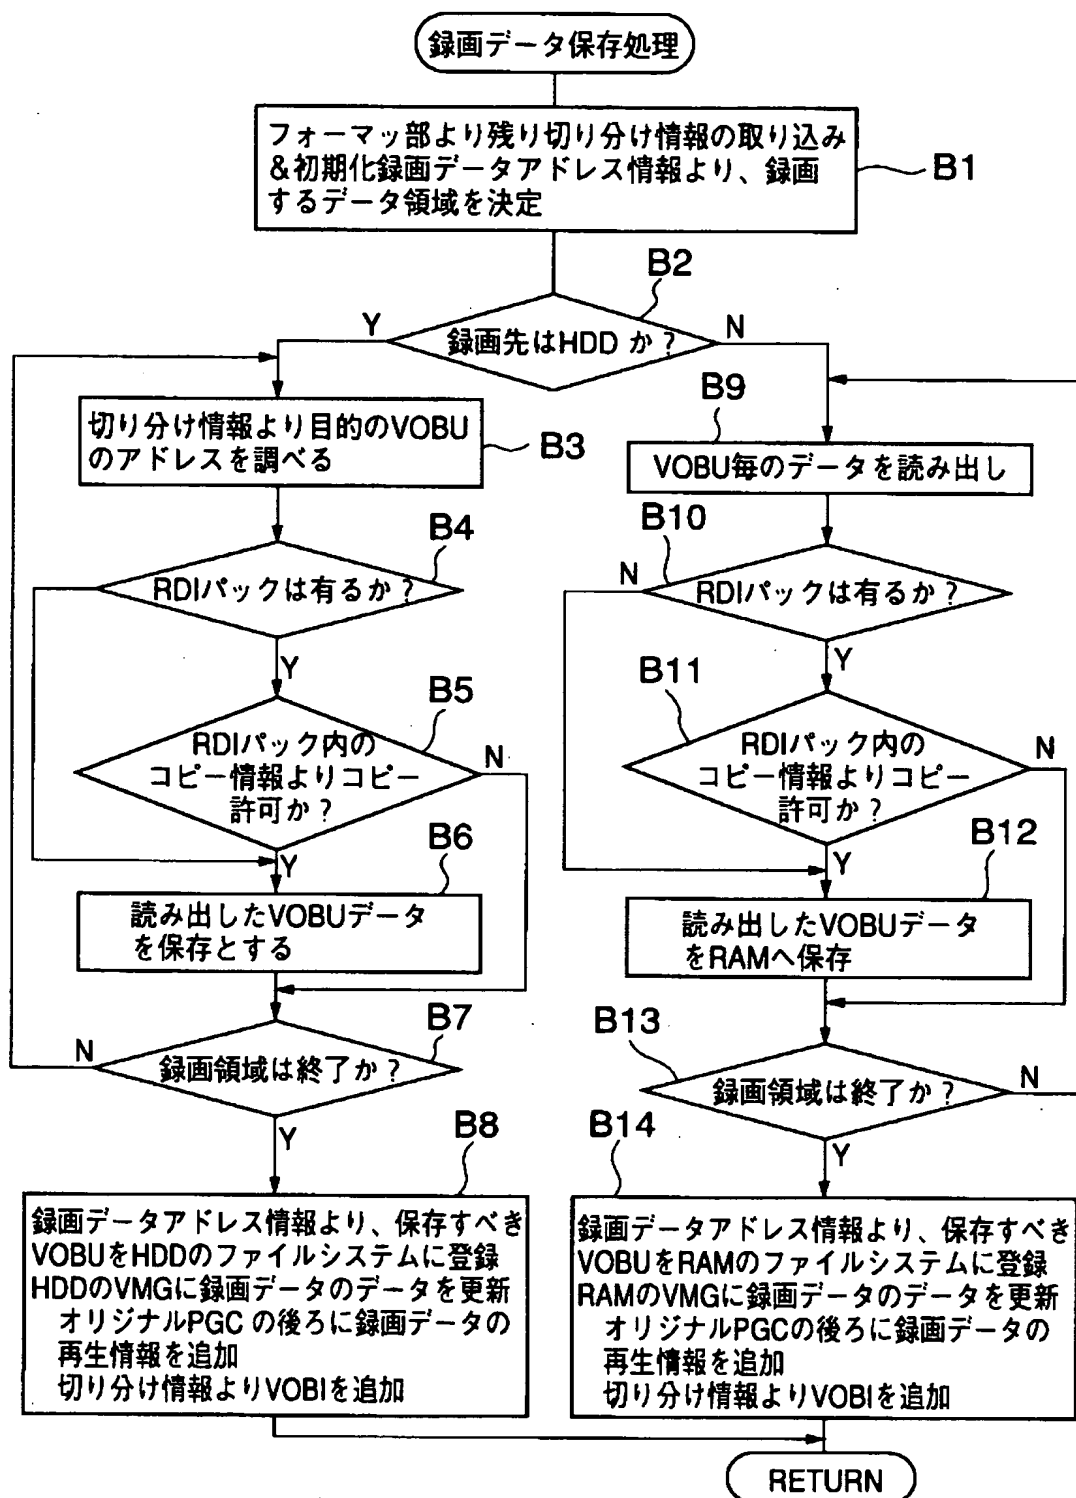 録画データ保存処理
フォーマッ部より残り切り分け情報の取り込み
&初期化録画データアドレス情報より、録画
するデータ領域を決定
B1
B2
録画先はHDD か?
Y
N
切り分け情報より目的のVOBU
のアドレスを調べる
B3
B4
RDIパックは有るか?
Y
B5
RDIパック内の
コピー情報よりコピー
許可か?
N
Y
B6
読み出したVOBUデータ
を保存とする
B7
録画領域は終了か?
N
Y
B8
録画データアドレス情報より、保存すべき
VOBUをHDDのファイルシステムに登録
HDDのVMGに録画データのデータを更新
オリジナルPGC の後ろに録画データの
再生情報を追加
切り分け情報よりVOBIを追加
B9
VOBU毎のデータを読み出し
B10
RDIパックは有るか?
N
Y
B11
RDIパック内の
コピー情報よりコピー
許可か?
N
Y
B12
読み出したVOBUデータ
をRAMへ保存
B13
録画領域は終了か?
N
Y
B14
録画データアドレス情報より、保存すべき
VOBUをRAMのファイルシステムに登録
RAMのVMGに録画データのデータを更新
オリジナルPGCの後ろに録画データの
再生情報を追加
切り分け情報よりVOBIを追加
RETURN